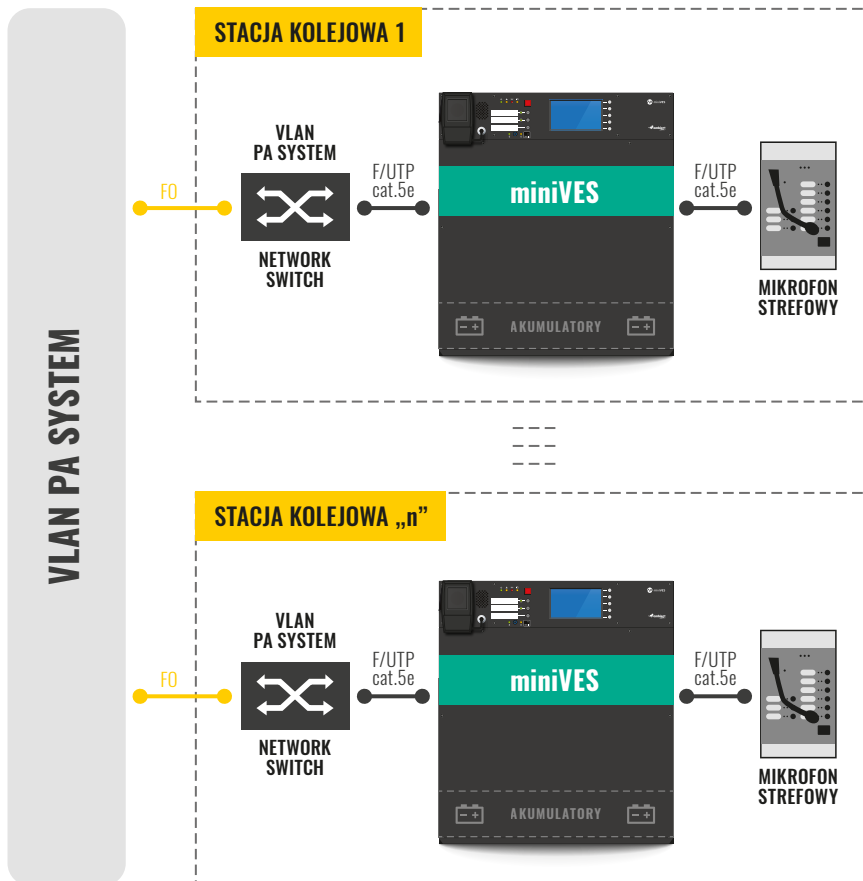 VLAN PA SYSTEM
STACJA KOLEJOWA 1
VLAN
PA SYSTEM
FO
NETWORK
SWITCH
F/UTP
cat.5e
miniVES
AKUMULATORY
F/UTP
cat.5e
MIKROFON
STREFOWY
STACJA KOLEJOWA „n”
VLAN
PA SYSTEM
FO
NETWORK
SWITCH
F/UTP
cat.5e
miniVES
AKUMULATORY
F/UTP
cat.5e
MIKROFON
STREFOWY